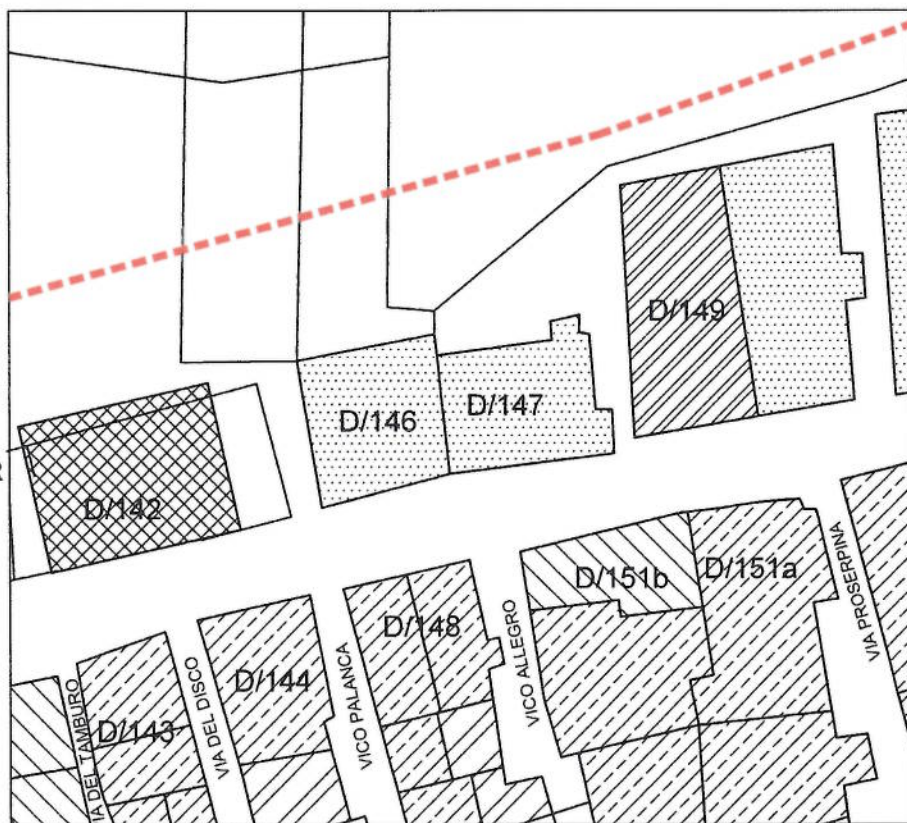 D/149
D/146
D/147
D/142
D/151b
D/151a
D/148
D/144
D/143
VIA PROSERPINA
VICO ALLEGRO
VICO PALANCA
VIA DEL DISCO
IA DEL TAMBURO